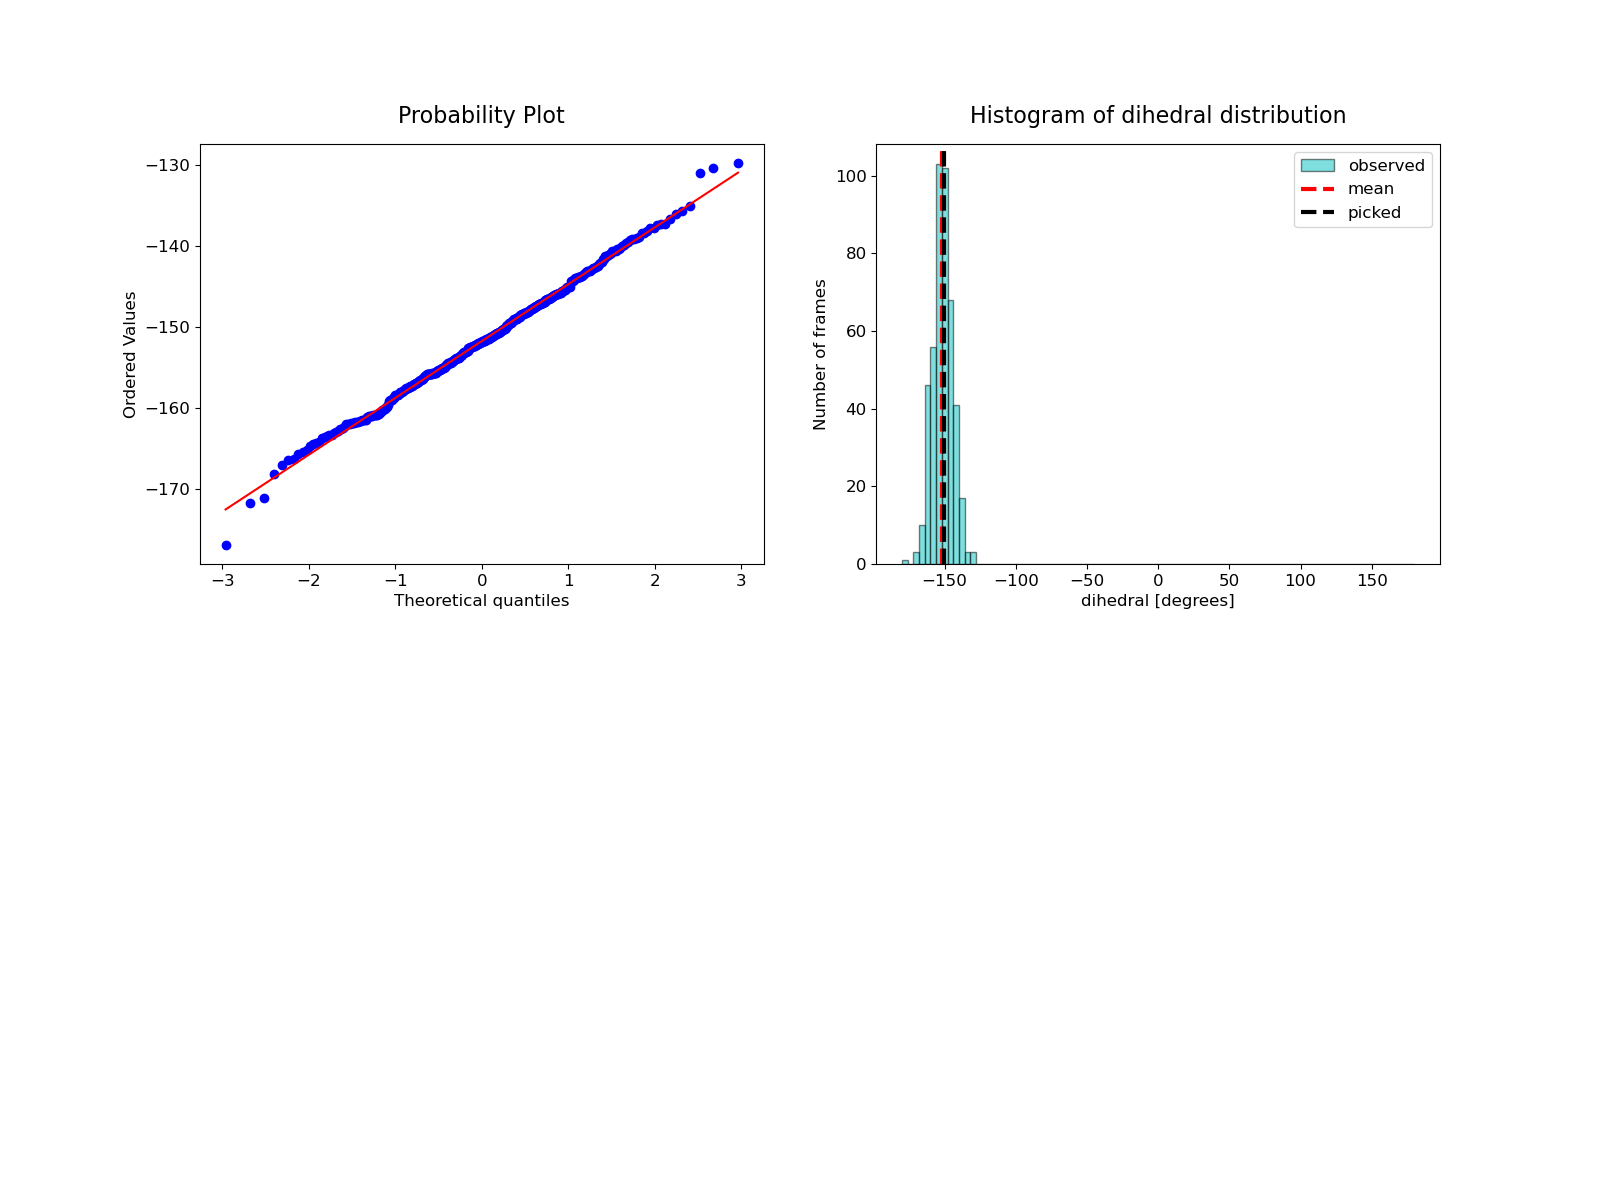 Probability Plot
Ordered Values
−130
−140
−150
−160
−170
−3
−2
−1
0
1
2
3
Theoretical quantiles
Histogram of dihedral distribution
Number of frames
100
80
60
40
20
0
observed
mean
picked
−150
−100
−50
0
50
100
150
dihedral [degrees]